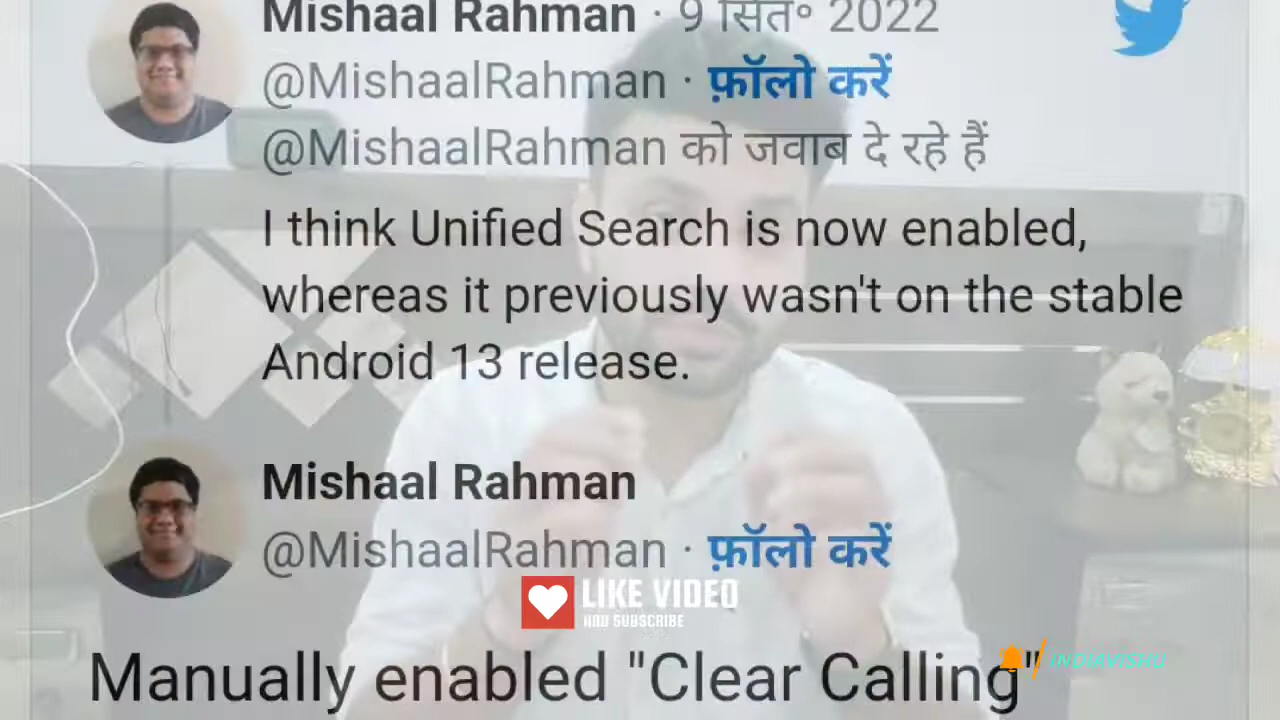 Mishaal Rahman · 9 सित॰ 2022
@MishaalRahman · फ़ॉलो करें
@MishaalRahman को जवाब दे रहे हैं
I think Unified Search is now enabled,
whereas it previously wasn't on the stable
Android 13 release.
Mishaal Rahman
@MishaalRahman · फ़ॉलो करें
LIKE VIDEO
AND SUBSCRIBE
INDIAVISHU
Manually enabled "Clear Calling"